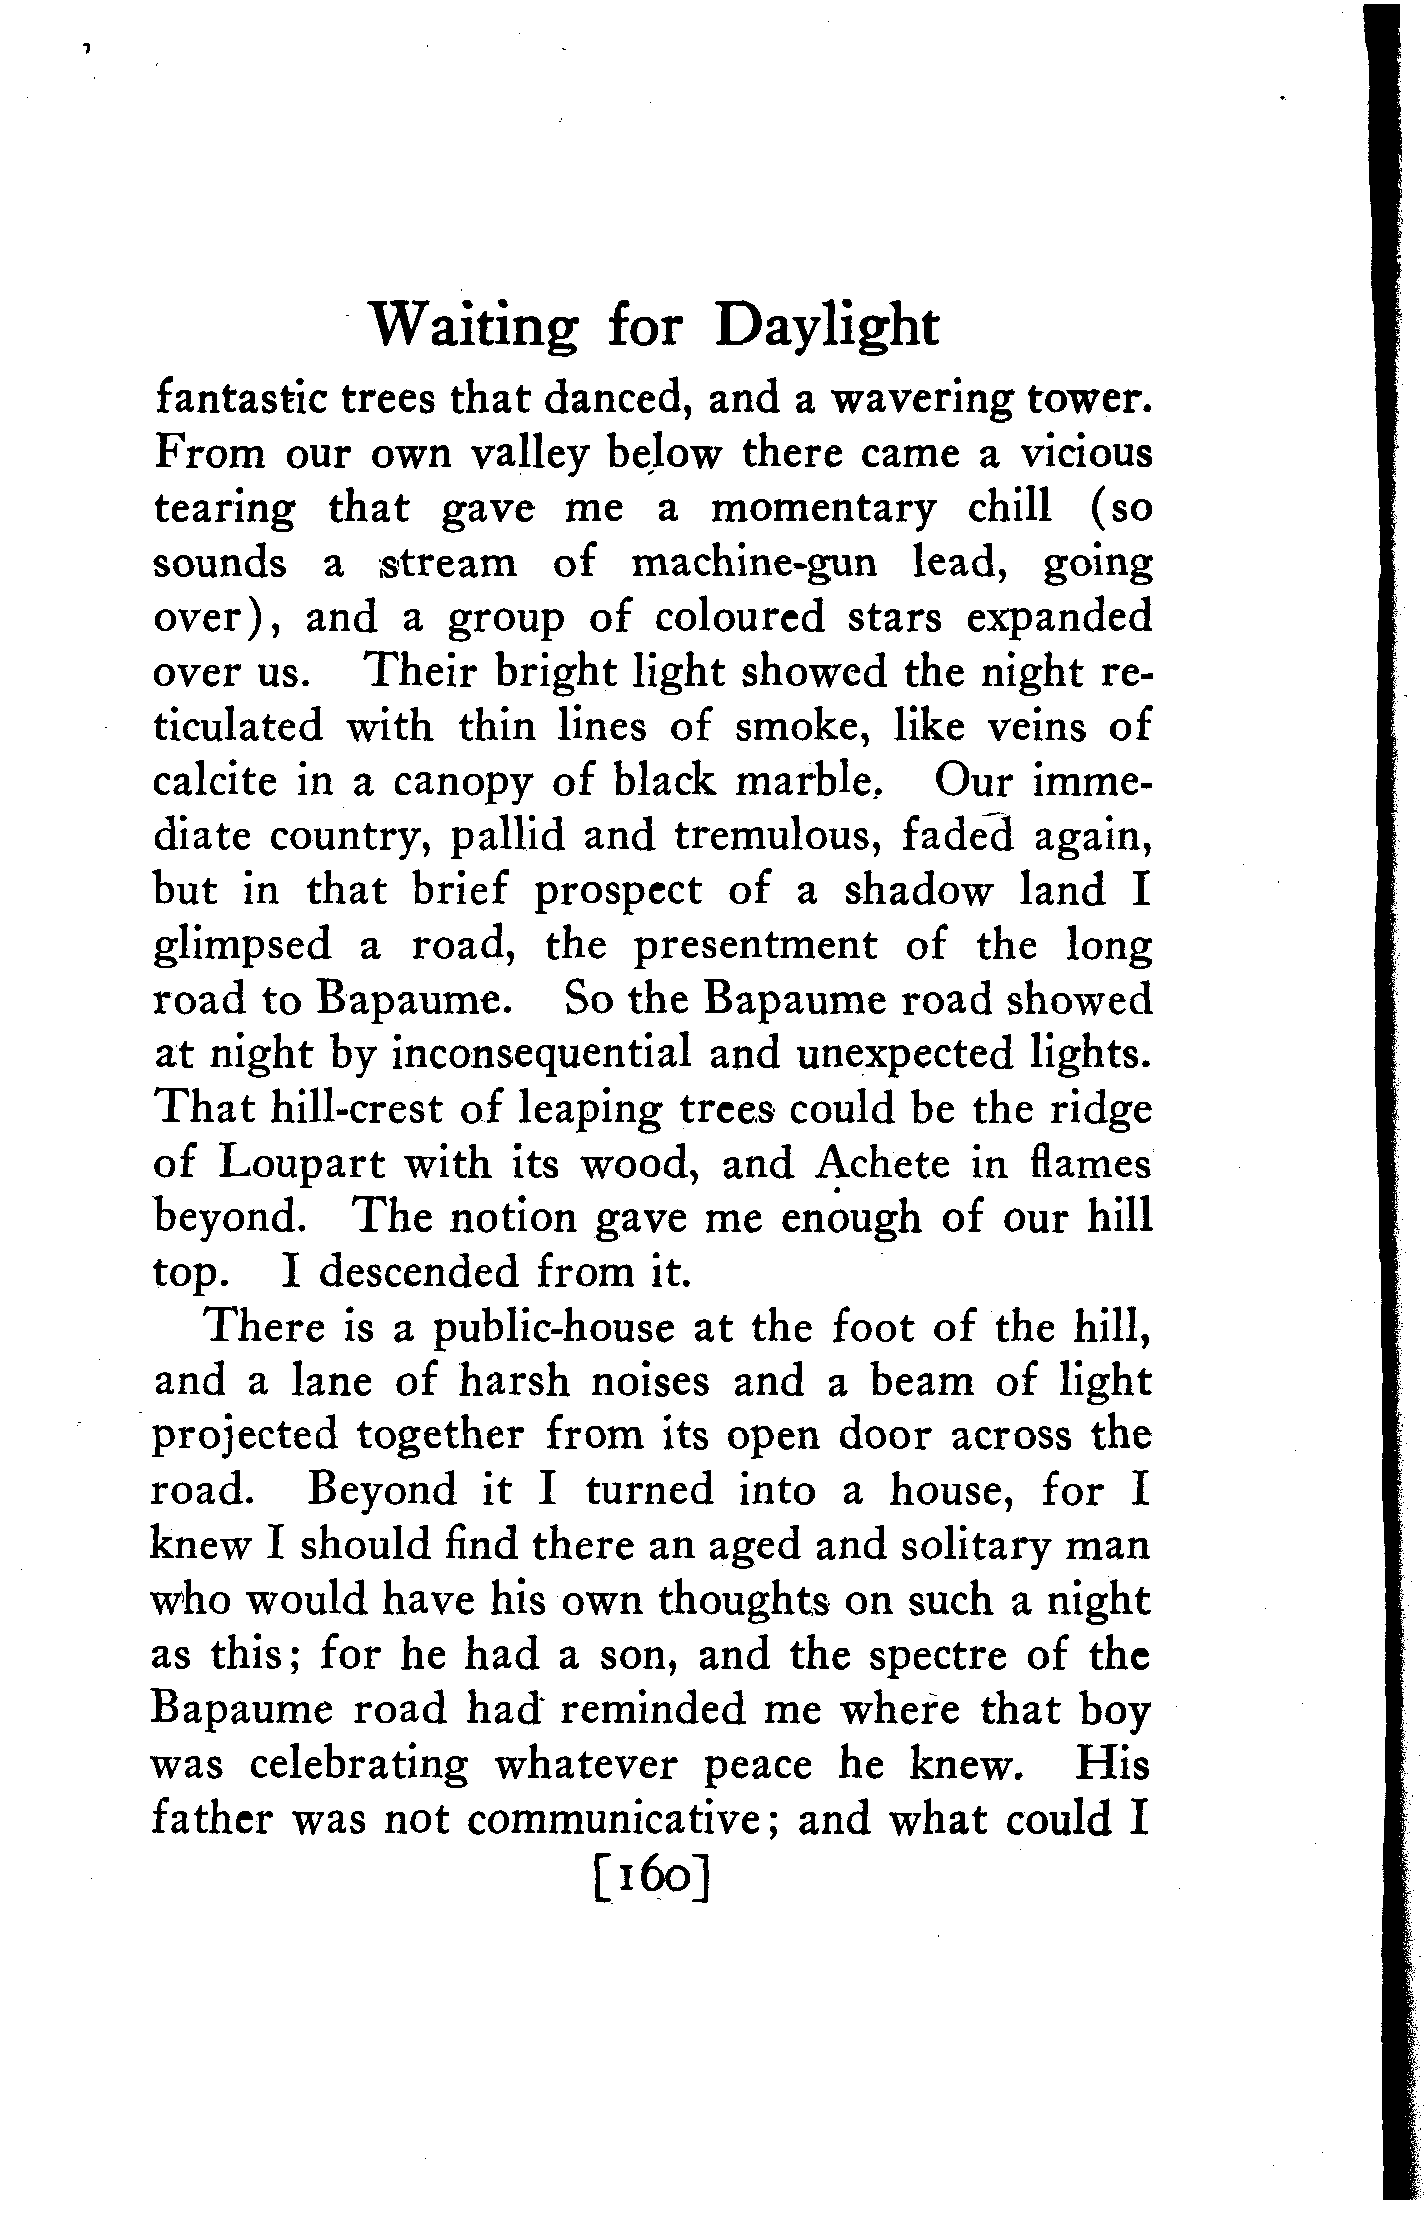 Waiting for Daylight
fantastic trees that danced, and a wavering tower.
From our own valley below there came a vicious
tearing that gave me a momentary chill (so
sounds a stream of machine-gun lead, going
over), and a group of coloured stars expanded
over us. Their bright light showed the night re-
ticulated with thin lines of smoke, like veins of
calcite in a canopy of black marble. Our imme-
diate country, pallid and tremulous, faded again,
but in that brief prospect of a shadow land I
glimpsed a road, the presentment of the long
road to Bapaume. So the Bapaume road showed
at night by inconsequential and unexpected lights.
That hill-crest of leaping trees could be the ridge
of Loupart with its wood, and Achete in flames
beyond. The notion gave me enough of our hill
top. I descended from it.
There is a public-house at the foot of the hill,
and a lane of harsh noises and a beam of light
projected together from its open door across the
road. Beyond it I turned into a house, for I
knew I should find there an aged and solitary man
who would have his own thoughts on such a night
as this; for he had a son, and the spectre of the
Bapaume road had reminded me where that boy
was celebrating whatever peace he knew. His
father was not communicative; and what could I
[160]